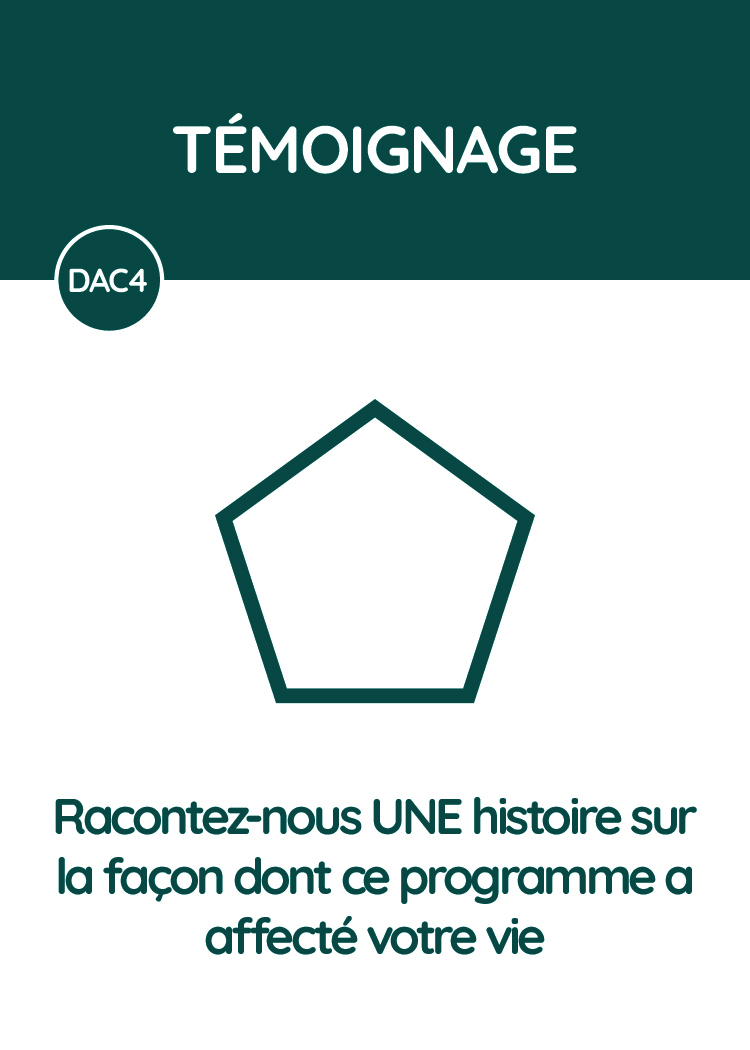 TÉMOIGNAGE
DAC4
Racontez-nous UNE histoire sur
la façon dont ce programme a
affecté votre vie